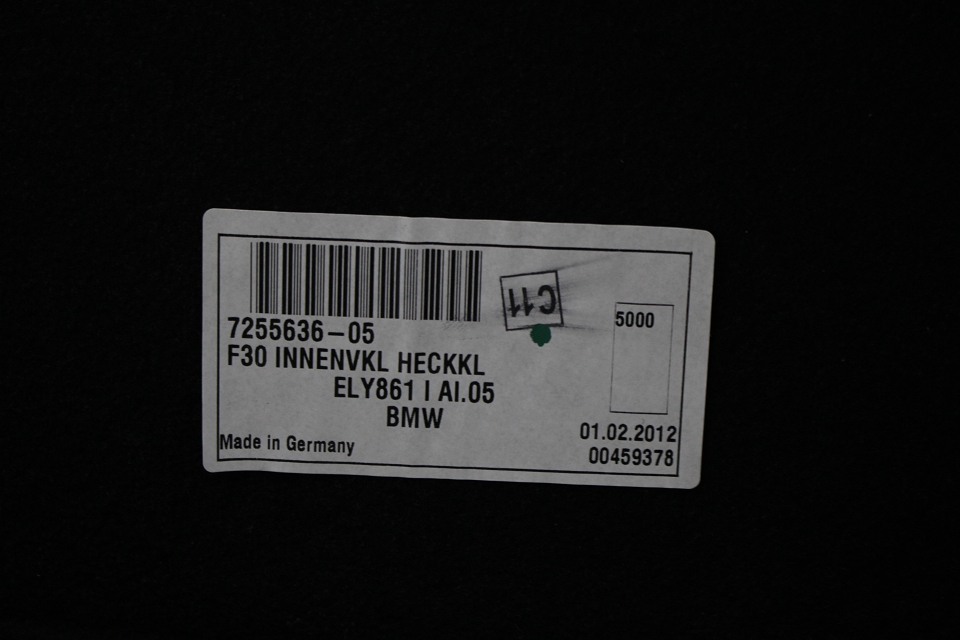 C11
7255636-05
5000
F30 INNENVKL HECKKL
ELY861 I AI.05
BMW
01.02.2012
Made in Germany
00459378